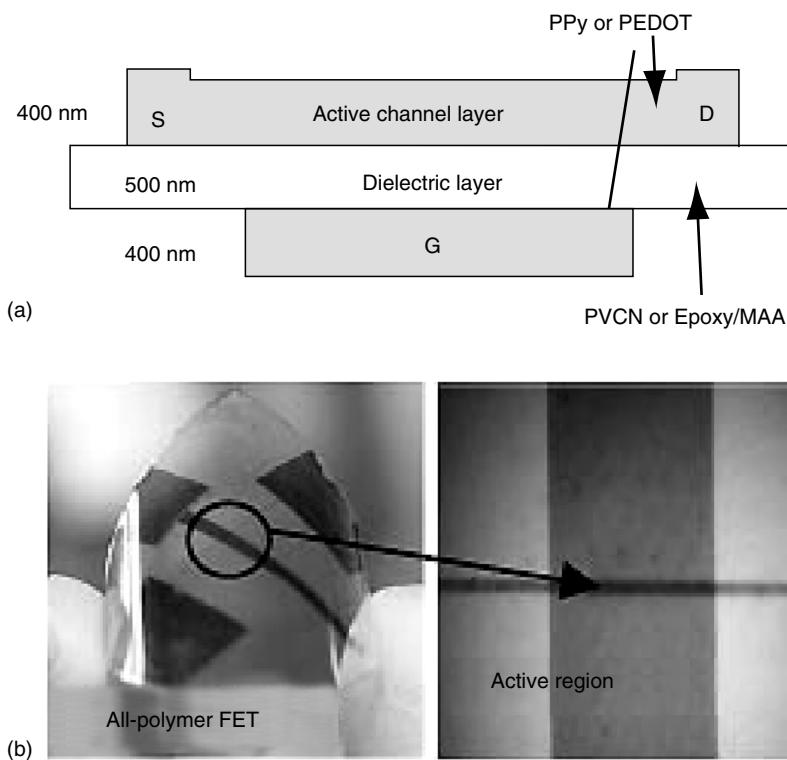 PPy or PEDOT
400 nm
S
Active channel layer
D
500 nm
Dielectric layer
400 nm
G
(a)
PVCN or Epoxy/MAA
Active region
All-polymer FET
(b)